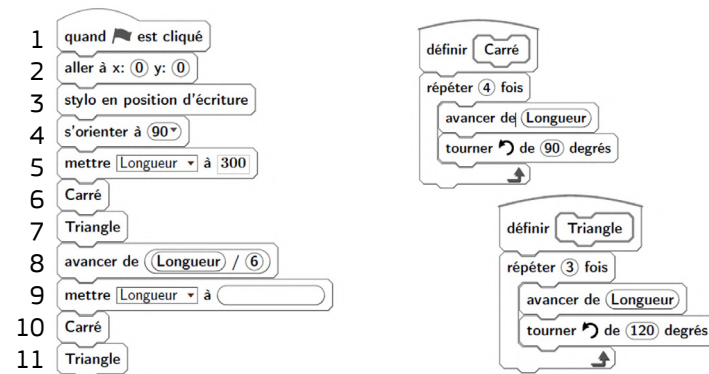 1 quand est cliqué
2 aller à x: 0 y: 0
3 stylo en position d'écriture
4 s'orienter à 90
5 mettre Longueur à 300
6 Carré
7 Triangle
8 avancer de Longueur / 6
9 mettre Longueur à
10 Carré
11 Triangle
définir Carré
répéter 4 fois
avancer de Longueur
tourner de 90 degrés
définir Triangle
répéter 3 fois
avancer de Longueur
tourner de 120 degrés